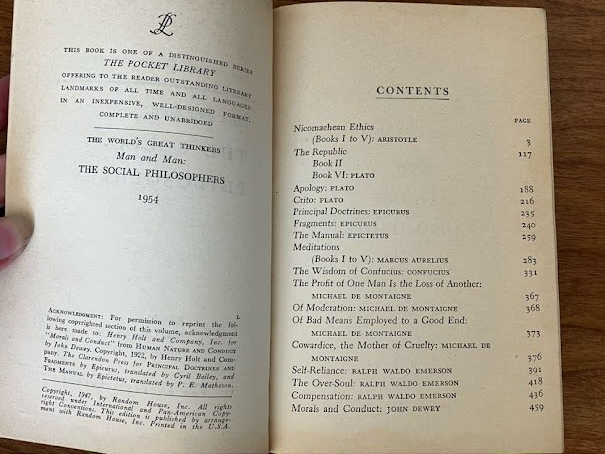 PL
THIS BOOK IS ONE OF A DISTINGUISHED SERIES
THE POCKET LIBRARY
OFFERING TO THE READER OUTSTANDING LITERARY
LANDMARKS OF ALL TIME AND ALL LANGUAGES
IN AN INEXPENSIVE, WELL-DESIGNED FORMAT.
COMPLETE AND UNABRIDGED
THE WORLD'S GREAT THINKERS
Man and Man:
THE SOCIAL PHILOSOPHERS
1954
L
ACKNOWLEDGMENT: For permission to reprint the fol-
lowing copyrighted section of this volume, acknowledgment
is here made to: Henry Holt and Company, Inc. for
"Morals and Conduct" from HUMAN NATURE AND CONDUCT
by John Dewey. Copyright, 1922, by Henry Holt and Com-
pany. The Clarendon Press for PRINCIPAL DOCTRINES AND
FRAGMENTS by Epicurus, translated by Cyril Bailey, and
THE MANUAL by Epictetus, translated by P. E. Matheson.
Copyright, 1947, by Random House, Inc. All rights
reserved under International and Pan-American Copy-
right Conventions. This edition is published by arrange-
ment with Random House, Inc. Printed in the U.S.A.
CONTENTS
PAGE
Nicomachean Ethics
(Books I to V): ARISTOTLE 3
The Republic 117
Book II
Book VI: PLATO
Apology: PLATO 188
Crito: PLATO 216
Principal Doctrines: EPICURUS 235
Fragments: EPICURUS 240
The Manual: EPICTETUS 259
Meditations
(Books I to V): MARCUS AURELIUS 283
The Wisdom of Confucius: CONFUCIUS 331
The Profit of One Man Is the Loss of Another:
MICHAEL DE MONTAIGNE 367
Of Moderation: MICHAEL DE MONTAIGNE 368
Of Bad Means Employed to a Good End:
MICHAEL DE MONTAIGNE 373
Cowardice, the Mother of Cruelty: MICHAEL DE
MONTAIGNE 376
Self-Reliance: RALPH WALDO EMERSON 391
The Over-Soul: RALPH WALDO EMERSON 418
Compensation: RALPH WALDO EMERSON 436
Morals and Conduct: JOHN DEWEY 459